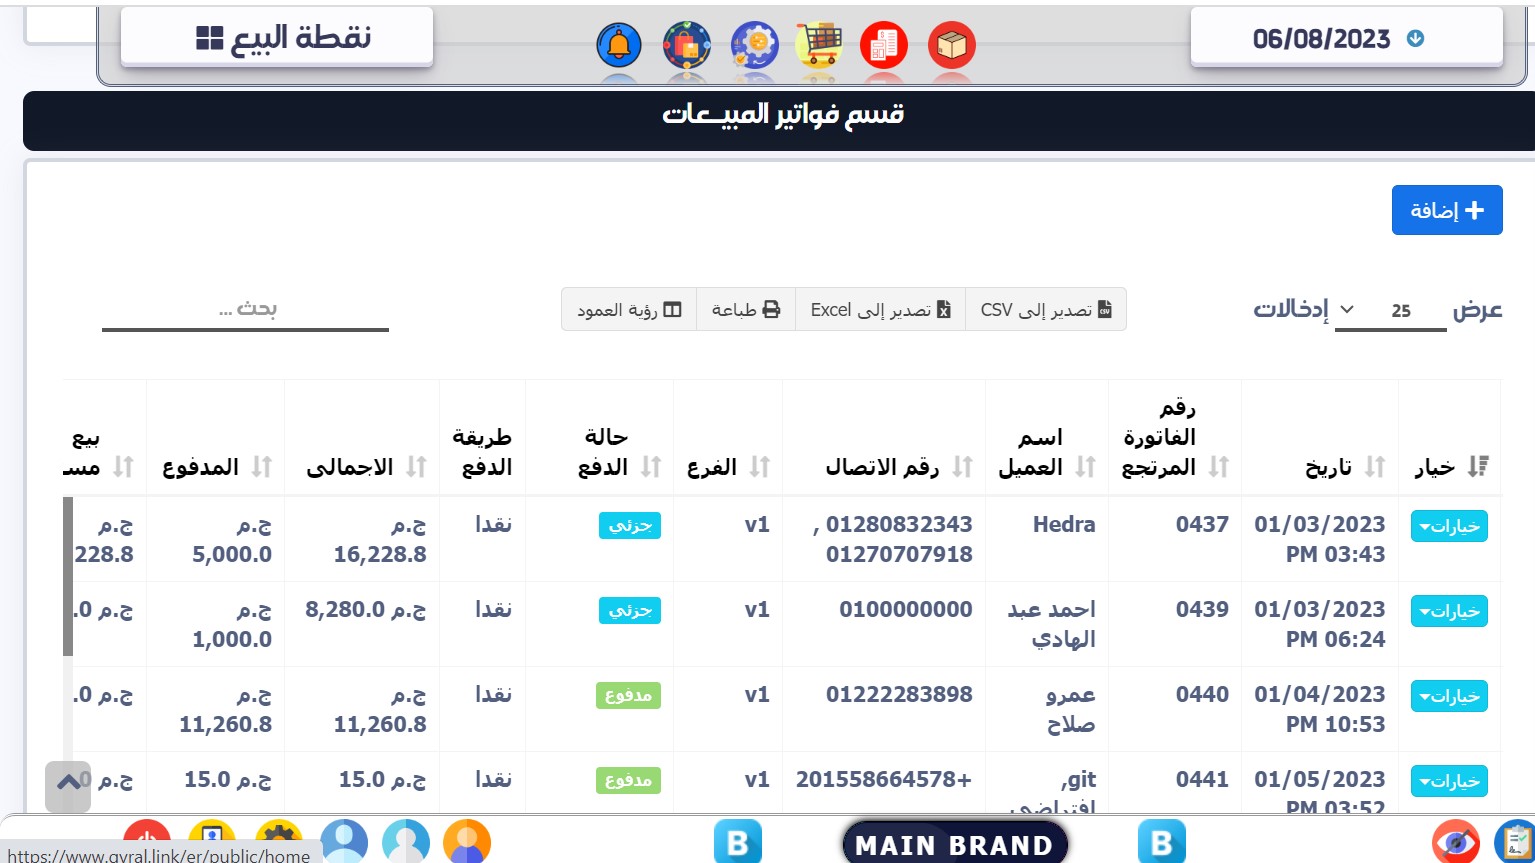 06/08/2023
نقطة البيع
قسم فواتير المبيــعات
إضافة
عرض 25 إدخالات
تصدير إلى CSV
تصدير إلى Excel
طباعة
رؤية العمود
بحث ...
خيار
تاريخ
رقم الفاتورة المرتجع
اسم العميل
رقم الاتصال
الفرع
حالة الدفع
طريقة الدفع
الاجمالى
المدفوع
بيع
خيارات
01/03/2023
PM 03:43
0437
Hedra
01280832343 ,
01270707918
v1
جزئي
نقدا
ج.م
16,228.8
ج.م
5,000.0
ج.م
228.8
خيارات
01/03/2023
PM 06:24
0439
احمد عبد
الهادي
0100000000
v1
جزئي
نقدا
ج.م 8,280.0
ج.م
1,000.0
ج.م
خيارات
01/04/2023
PM 10:53
0440
عمرو
صلاح
01222283898
v1
مدفوع
نقدا
ج.م
11,260.8
ج.م
11,260.8
ج.م
خيارات
01/05/2023
PM 03:52
0441
git,
افتراضي
+201558664578
v1
مدفوع
نقدا
ج.م 15.0
ج.م 15.0
ج.م
B
MAIN BRAND
B
https://www.gvral.link/er/public/home